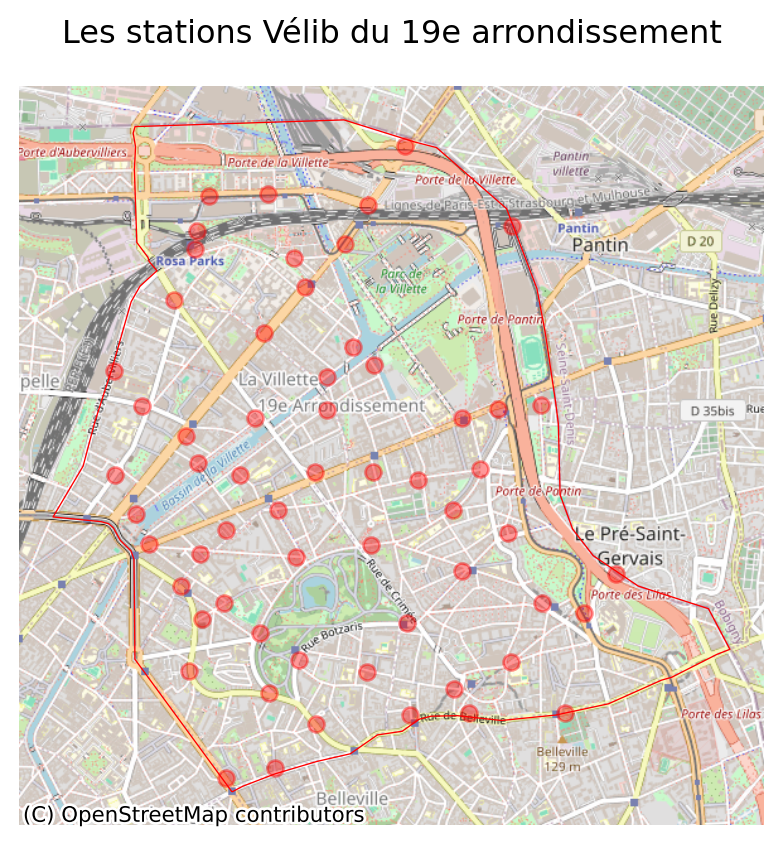 Les stations Vélib du 19e arrondissement
Porte d'Aubervilliers
Porte de la Villette
Pantin
villette
Porte de la Villette
Lignes de Paris-Est à Strasbourg et Mulhouse
Pantin
Pantin
D 20
Rosa Parks
Parc de
la Villette
Rue Delizy
Porte de Pantin
Seine-Saint-Denis
Rue d'Aubervilliers
pelle
La Villette
19e Arrondissement
D 35bis
Rue
Bassin de la Villette
Porte de Pantin
Le Pré-Saint-
Gervais
Rue de Crimée
Porte des Lilas
Bobigny
Rue Botzaris
Rue de Belleville
Porte des Lilas
Belleville
129 m
Belleville
(C) OpenStreetMap contributors